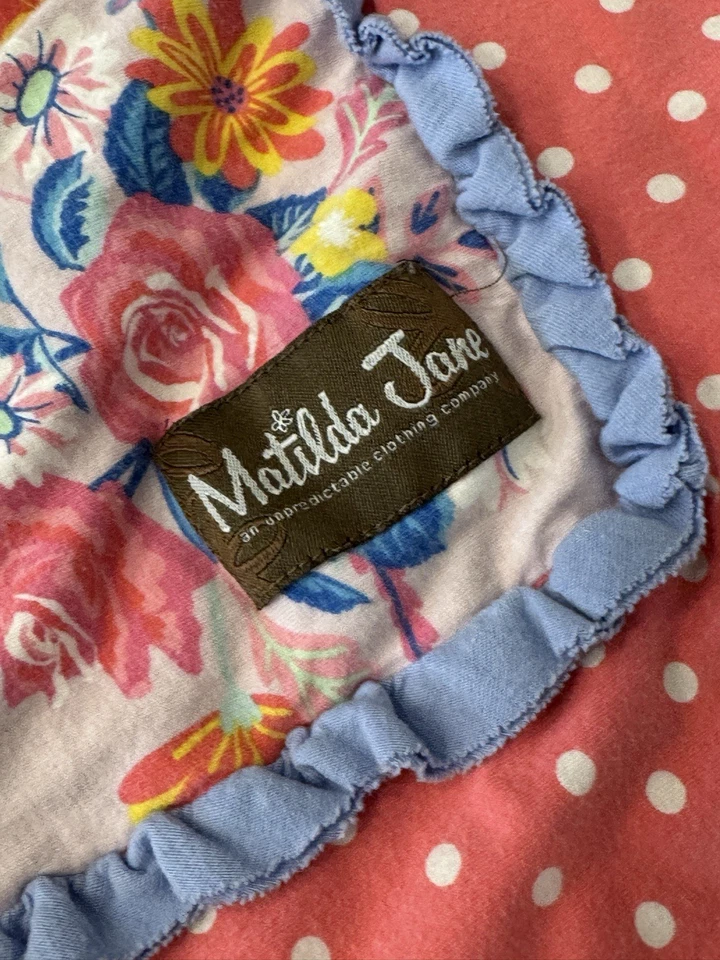 Matilda Jane
an unpredictable clothing company